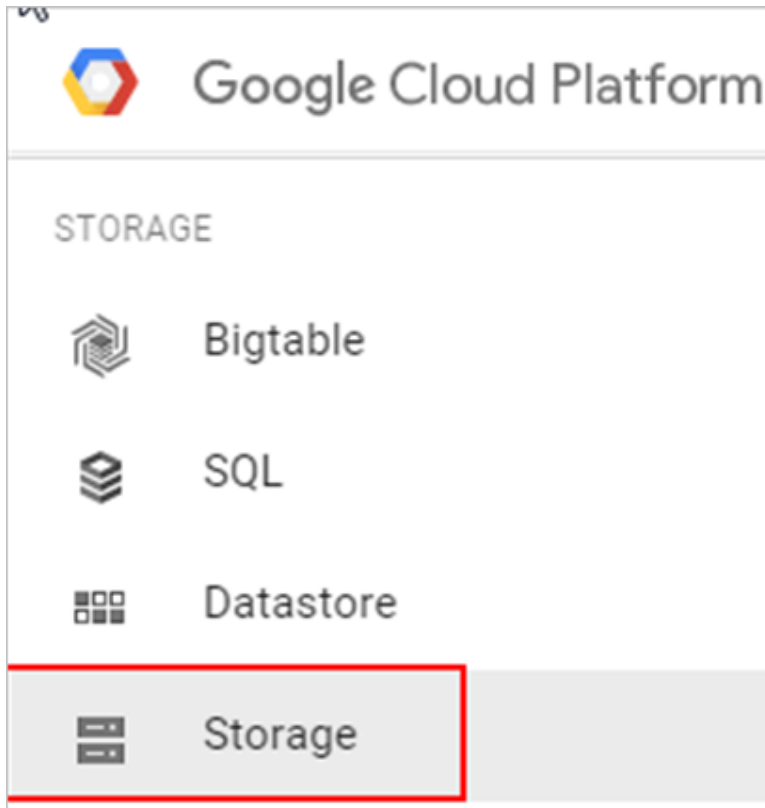 Google Cloud Platform
STORAGE
Bigtable
SQL
Datastore
Storage